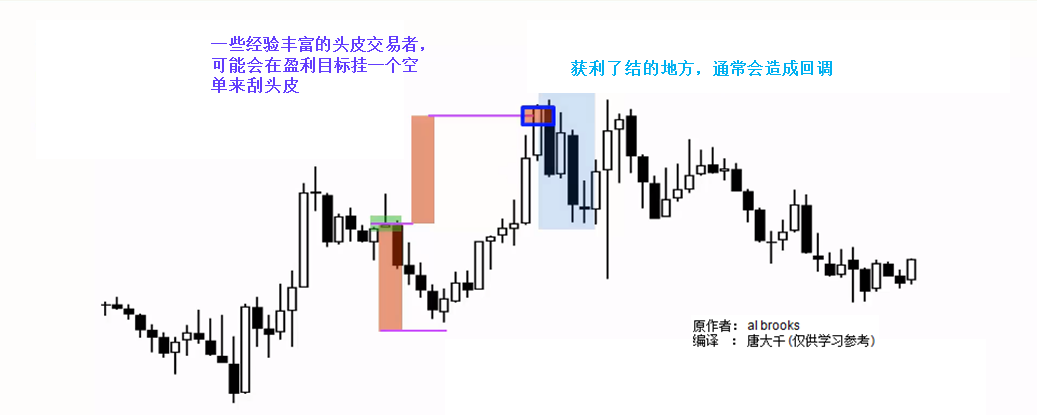 一些经验丰富的头皮交易者，
可能会在盈利目标挂一个空
单来刮头皮
获利了结的地方，通常会造成回调
原作者： al brooks
编译 ： 唐大千(仅供学习参考)